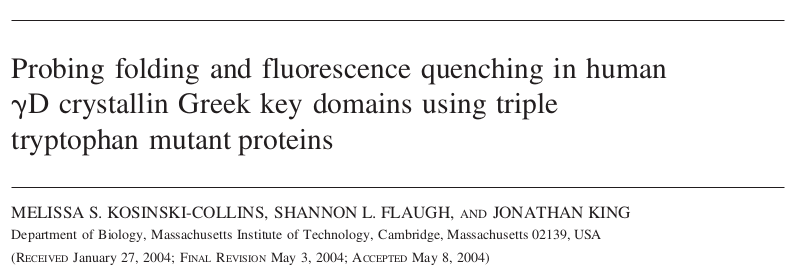 Probing folding and fluorescence quenching in human
γD crystallin Greek key domains using triple
tryptophan mutant proteins
MELISSA S. KOSINSKI-COLLINS, SHANNON L. FLAUGH, AND JONATHAN KING
Department of Biology, Massachusetts Institute of Technology, Cambridge, Massachusetts 02139, USA
(RECEIVED January 27, 2004; FINAL REVISION May 3, 2004; ACCEPTED May 8, 2004)